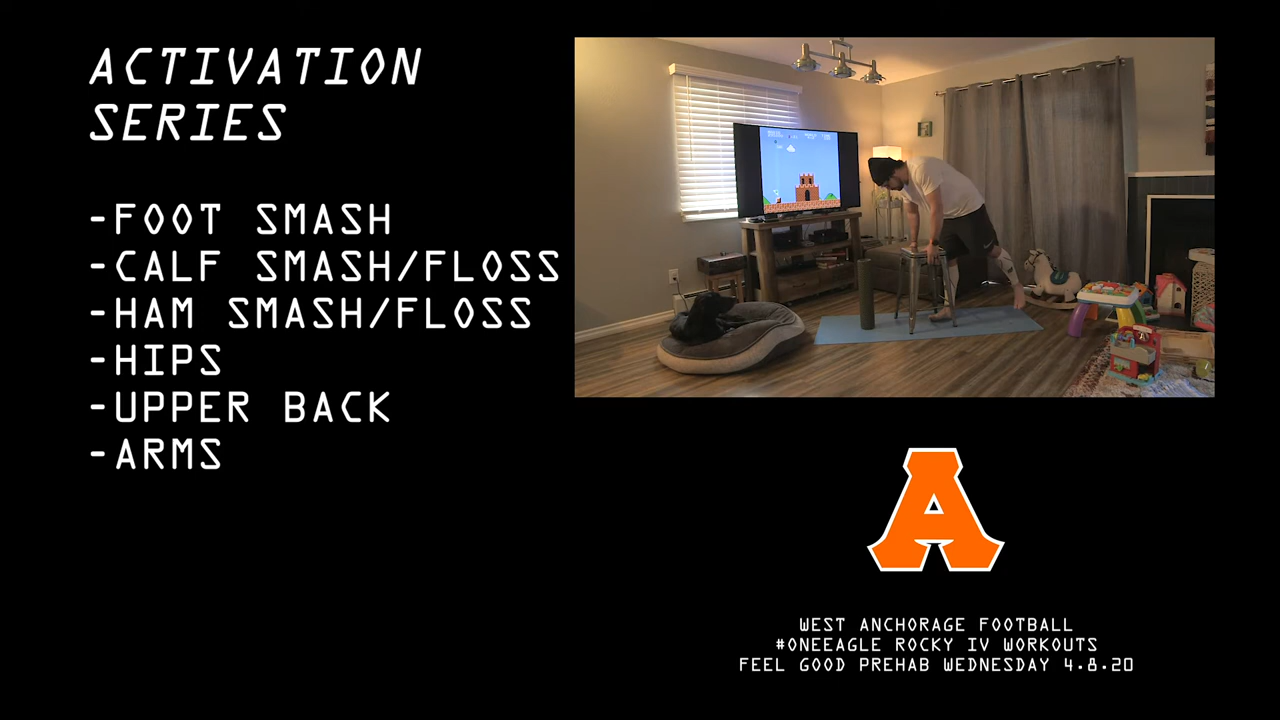 ACTIVATION
SERIES
-FOOT SMASH
-CALF SMASH/FLOSS
-HAM SMASH/FLOSS
-HIPS
-UPPER BACK
-ARMS
A
WEST ANCHORAGE FOOTBALL
#ONEEAGLE ROCKY IV WORKOUTS
FEEL GOOD PREHAB WEDNESDAY 4.8.20